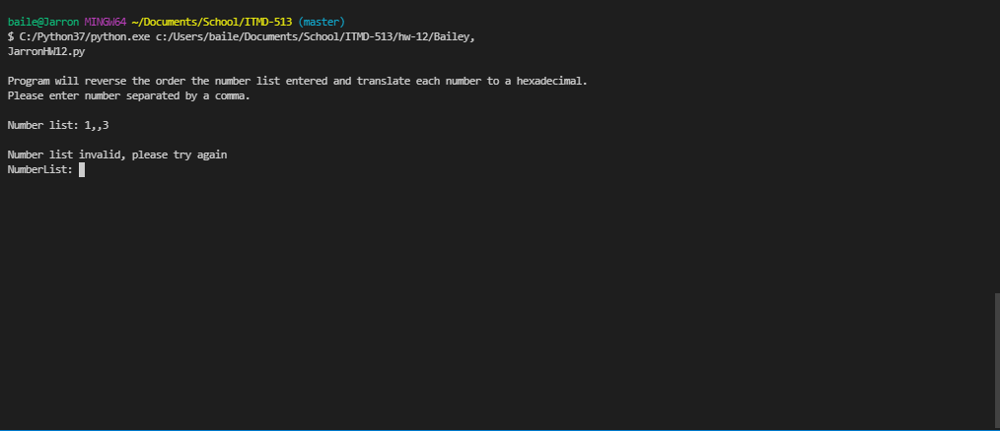 baile@Jarron MINGW64 ~/Documents/School/ITMD-513 (master)
$ C:/Python37/python.exe c:/Users/baile/Documents/School/ITMD-513/hw-12/Bailey,
JarronHW12.py
Program will reverse the order the number list entered and translate each number to a hexadecimal.
Please enter number separated by a comma.
Number list: 1,,3
Number list invalid, please try again
NumberList: